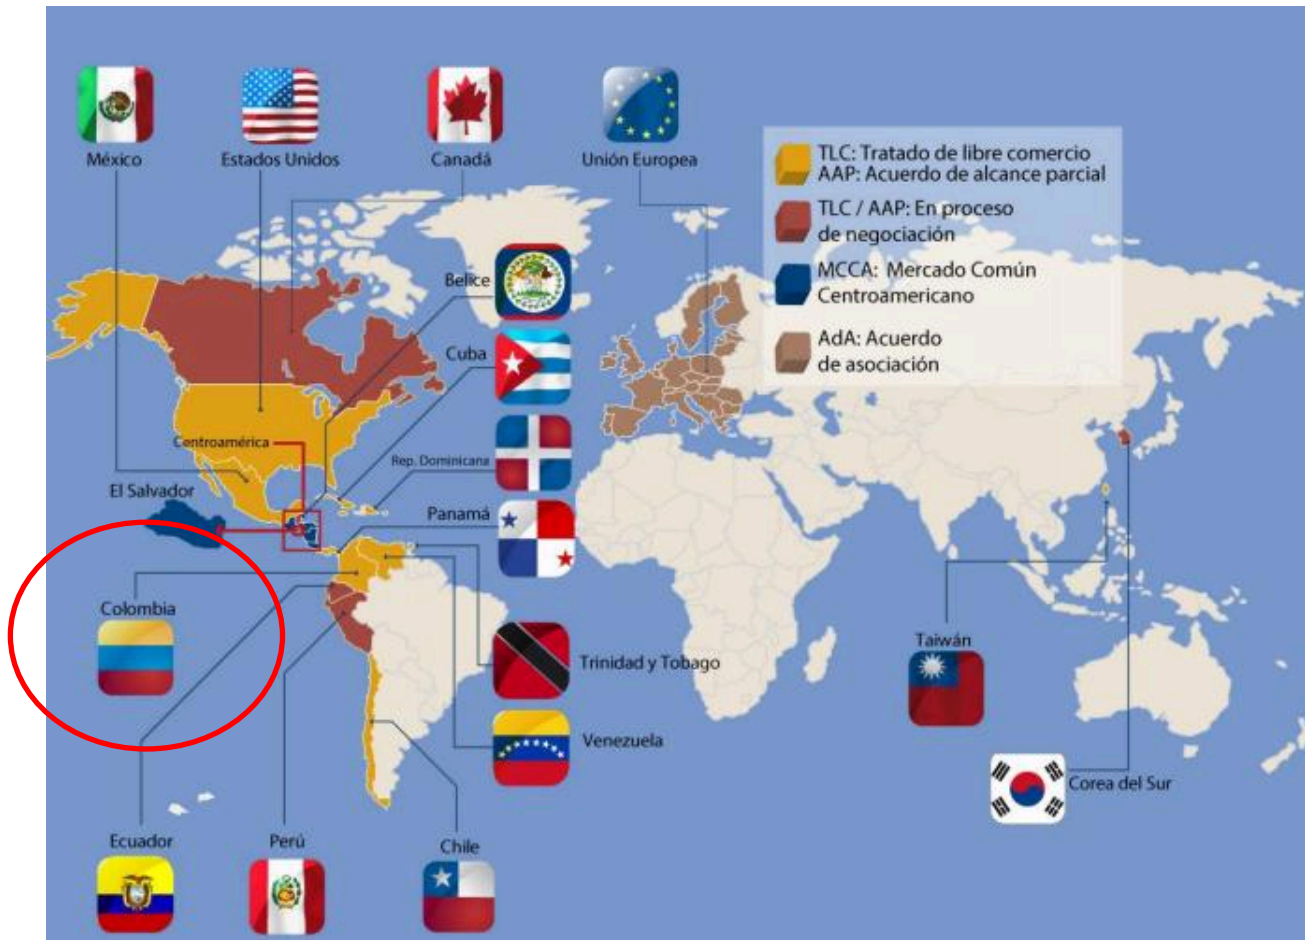 México
Estados Unidos
Canadá
Unión Europea
TLC: Tratado de libre comercio
AAP: Acuerdo de alcance parcial
TLC / AAP: En proceso
de negociación
MCCA: Mercado Común
Centroamericano
AdA: Acuerdo
de asociación
Belice
Cuba
Centroamérica
Rep. Dominicana
El Salvador
Panamá
Colombia
Trinidad y Tobago
Taiwán
Venezuela
Corea del Sur
Ecuador
Perú
Chile